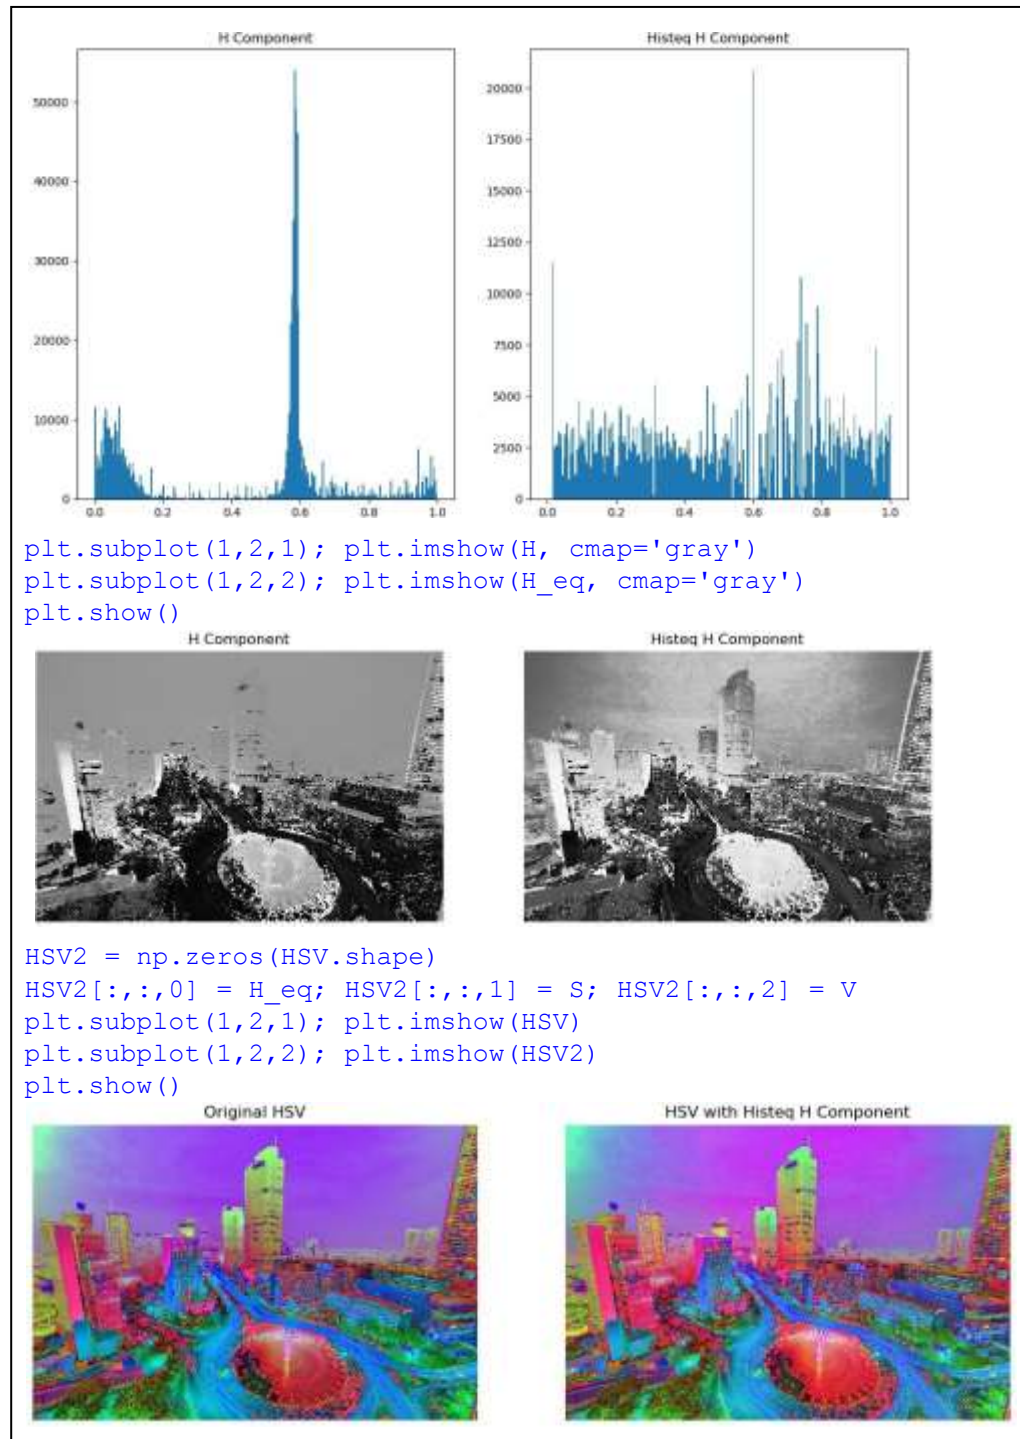 H Component
Histeq H Component
50000
40000
30000
20000
10000
0
0.0 0.2 0.4 0.6 0.8 1.0
20000
17500
15000
12500
10000
7500
5000
2500
0
0.0 0.2 0.4 0.6 0.8 1.0
plt.subplot(1,2,1); plt.imshow(H, cmap='gray')
plt.subplot(1,2,2); plt.imshow(H_eq, cmap='gray')
plt.show()
H Component
Histeq H Component
HSV2 = np.zeros(HSV.shape)
HSV2[:,:,0] = H_eq; HSV2[:,:,1] = S; HSV2[:,:,2] = V
plt.subplot(1,2,1); plt.imshow(HSV)
plt.subplot(1,2,2); plt.imshow(HSV2)
plt.show()
Original HSV
HSV with Histeq H Component